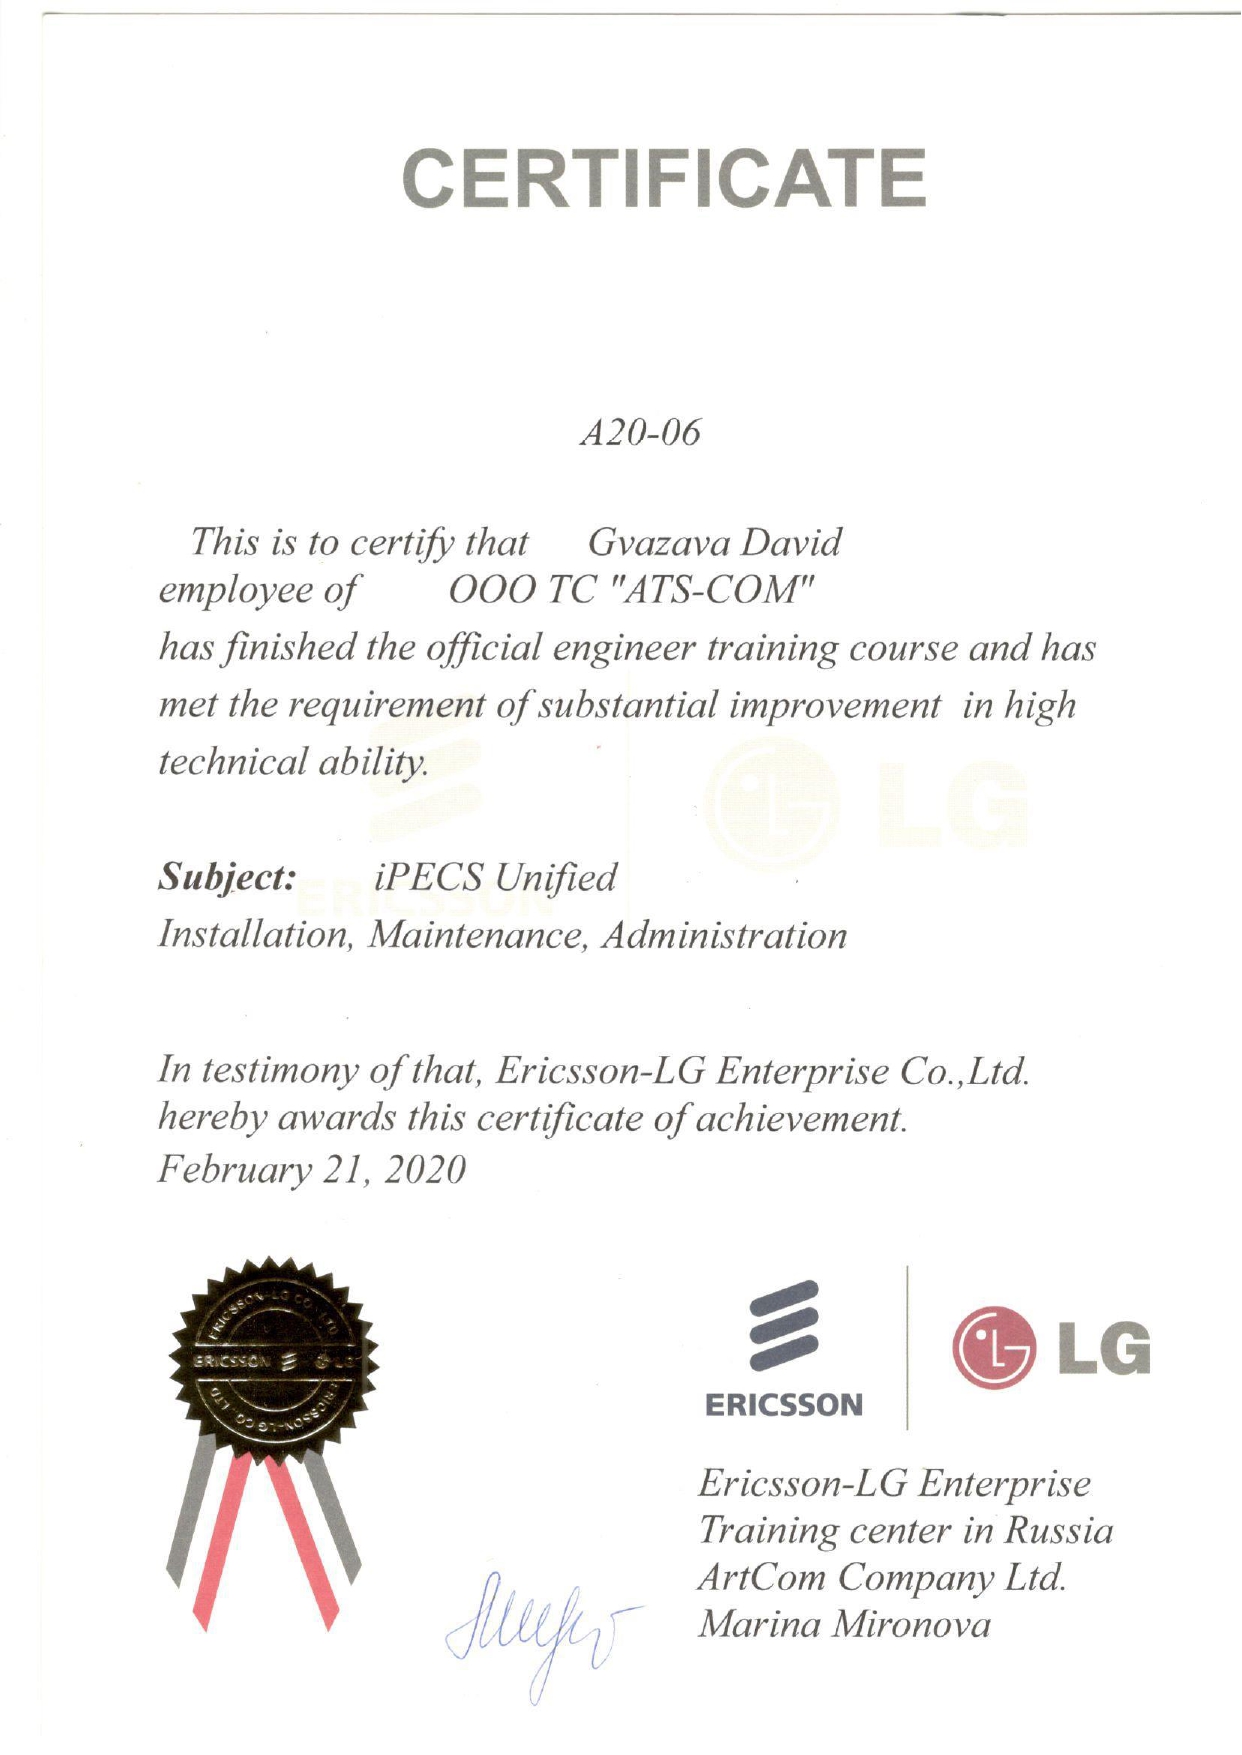 CERTIFICATE
A20-06
This is to certify that Gvazava David
employee of OOO TC "ATS-COM"
has finished the official engineer training course and has
met the requirement of substantial improvement in high
technical ability.
Subject: iPECS Unified
Installation, Maintenance, Administration
In testimony of that, Ericsson-LG Enterprise Co.,Ltd.
hereby awards this certificate of achievement.
February 21, 2020
ERICSSON-LG CO., LTD
ERICSSON LG
ERICSSON-LG CO., LTD
ERICSSON
LG
Ericsson-LG Enterprise
Training center in Russia
ArtCom Company Ltd.
Marina Mironova
ERICSSON
LG